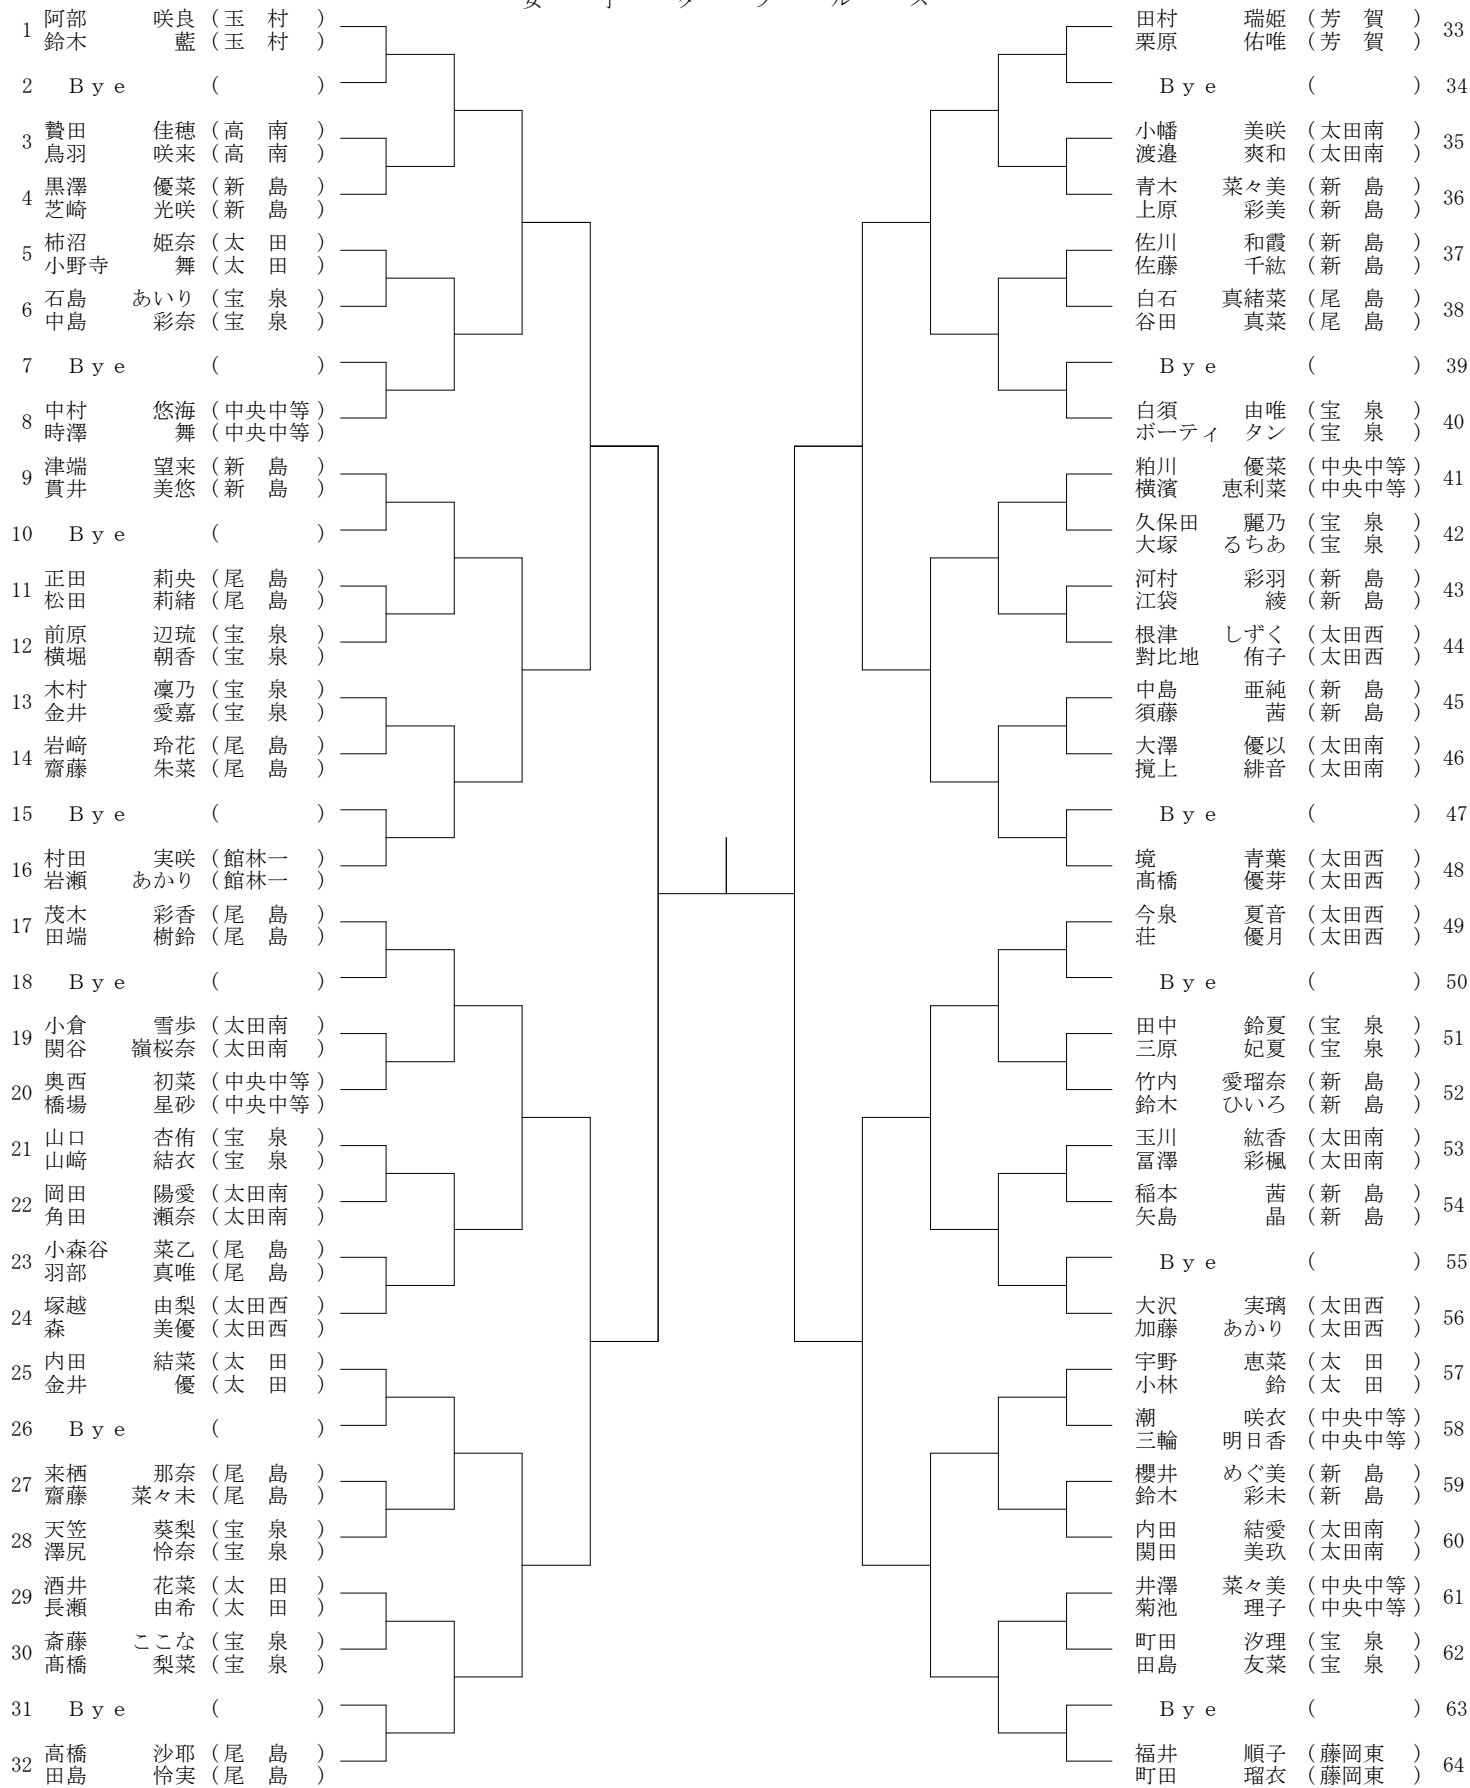 女子ダブルス
1 阿部 咲良 (玉 村)
鈴木 藍 (玉 村)
2 Bye ( )
3 贄田 佳穂 (高 南)
鳥羽 咲来 (高 南)
4 黒澤 優菜 (新 島)
芝崎 光咲 (新 島)
5 柿沼 姫奈 (太 田)
小野寺 舞 (太 田)
6 石島 あいり (宝 泉)
中島 彩奈 (宝 泉)
7 Bye ( )
8 中村 悠海 (中央中等)
時澤 舞 (中央中等)
9 津端 望来 (新 島)
貫井 美悠 (新 島)
10 Bye ( )
11 正田 莉央 (尾 島)
松田 莉緒 (尾 島)
12 前原 辺琉 (宝 泉)
横堀 朝香 (宝 泉)
13 木村 凜乃 (宝 泉)
金井 愛嘉 (宝 泉)
14 岩﨑 玲花 (尾 島)
齋藤 朱菜 (尾 島)
15 Bye ( )
16 村田 実咲 (館林一)
岩瀬 あかり (館林一)
17 茂木 彩香 (尾 島)
田端 樹鈴 (尾 島)
18 Bye ( )
19 小倉 雪歩 (太田南)
関谷 嶺桜奈 (太田南)
20 奥西 初菜 (中央中等)
橋場 星砂 (中央中等)
21 山口 杏侑 (宝 泉)
山﨑 結衣 (宝 泉)
22 岡田 陽愛 (太田南)
角田 瀬奈 (太田南)
23 小森谷 菜乙 (尾 島)
羽部 真唯 (尾 島)
24 塚越 由梨 (太田西)
森 美優 (太田西)
25 内田 結菜 (太 田)
金井 優 (太 田)
26 Bye ( )
27 来栖 那奈 (尾 島)
齋藤 菜々未 (尾 島)
28 天笠 葵梨 (宝 泉)
澤尻 怜奈 (宝 泉)
29 酒井 花菜 (太 田)
長瀬 由希 (太 田)
30 斎藤 ここな (宝 泉)
髙橋 梨菜 (宝 泉)
31 Bye ( )
32 高橋 沙耶 (尾 島)
田島 怜実 (尾 島)
田村 瑞姫 (芳 賀) 33
栗原 佑唯 (芳 賀)
Bye ( ) 34
小幡 美咲 (太田南) 35
渡邉 爽和 (太田南)
青木 菜々美 (新 島) 36
上原 彩美 (新 島)
佐川 和霞 (新 島) 37
佐藤 千紘 (新 島)
白石 真緒菜 (尾 島) 38
谷田 真菜 (尾 島)
Bye ( ) 39
白須 由唯 (宝 泉) 40
ボーティ タン (宝 泉)
粕川 優菜 (中央中等) 41
横濱 恵利菜 (中央中等)
久保田 麗乃 (宝 泉) 42
大塚 るちあ (宝 泉)
河村 彩羽 (新 島) 43
江袋 綾 (新 島)
根津 しずく (太田西) 44
對比地 侑子 (太田西)
中島 亜純 (新 島) 45
須藤 茜 (新 島)
大澤 優以 (太田南) 46
撹上 緋音 (太田南)
Bye ( ) 47
境 青葉 (太田西) 48
髙橋 優芽 (太田西)
今泉 夏音 (太田西) 49
荘 優月 (太田西)
Bye ( ) 50
田中 鈴夏 (宝 泉) 51
三原 妃夏 (宝 泉)
竹内 愛瑠奈 (新 島) 52
鈴木 ひいろ (新 島)
玉川 紘香 (太田南) 53
冨澤 彩楓 (太田南)
稲本 茜 (新 島) 54
矢島 晶 (新 島)
Bye ( ) 55
大沢 実璃 (太田西) 56
加藤 あかり (太田西)
宇野 恵菜 (太 田) 57
小林 鈴 (太 田)
潮 咲衣 (中央中等) 58
三輪 明日香 (中央中等)
櫻井 めぐ美 (新 島) 59
鈴木 彩未 (新 島)
内田 結愛 (太田南) 60
関田 美玖 (太田南)
井澤 菜々美 (中央中等) 61
菊池 理子 (中央中等)
町田 汐理 (宝 泉) 62
田島 友菜 (宝 泉)
Bye ( ) 63
福井 順子 (藤岡東) 64
町田 瑠衣 (藤岡東)